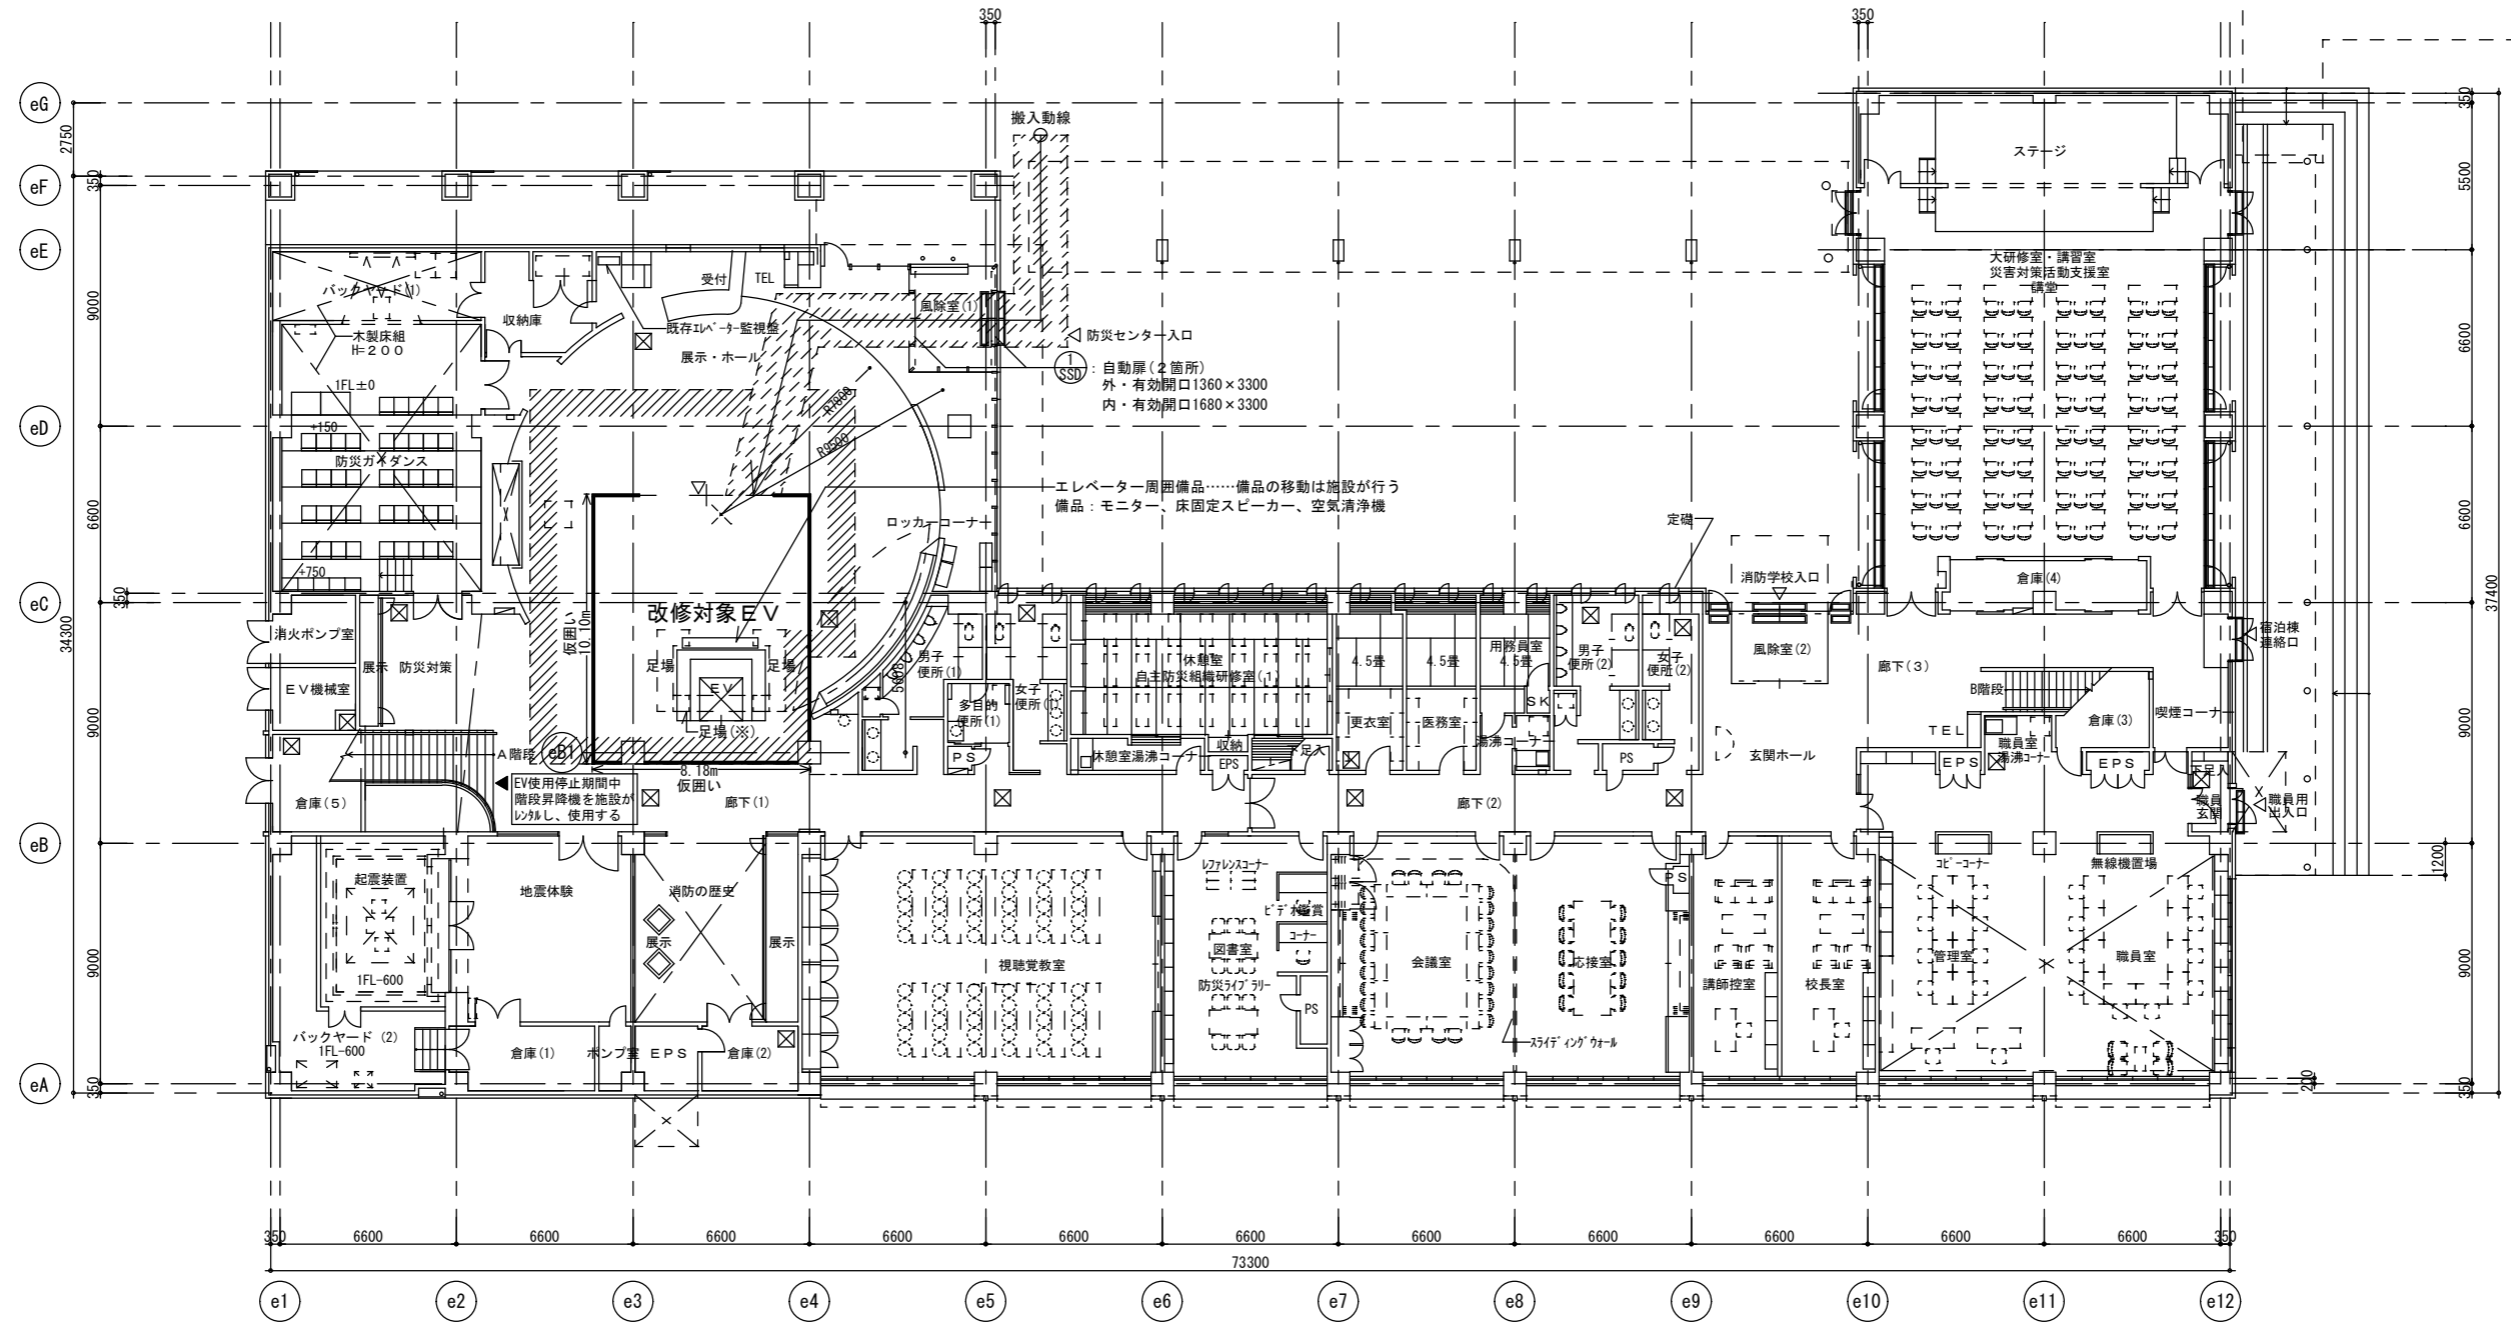 350
350
eG
eF
eE
eD
eC
eB
eA
2750
350
9000
6600
350
9000
9000
350
34300
搬入動線
ステージ
350
5500
6600
6600
9000
1200
9000
200
350
37400
バックヤード(1)
収納庫
受付
TEL
風除室(1)
既存エレベーター監視盤
展示・ホール
木製床組
H=200
1FL±0
+150
防災ガイダンス
+750
防災センター入口
1
SSD
:自動扉(2箇所)
外・有効開口1360×3300
内・有効開口1680×3300
R7800
R9500
エレベーター周囲備品……備品の移動は施設が行う
備品:モニター、床固定スピーカー、空気清浄機
ロッカーコーナー
定礎
消防学校入口
大研修室・講習室
災害対策活動支援室
講堂
倉庫(4)
改修対象EV
仮囲い
10.10m
足場
足場
EV
足場(※)
8.18m
仮囲い
消火ポンプ室
展示
防災対策
EV機械室
A階段
eB1
EV使用停止期間中
階段昇降機を施設が
レンタルし、使用する
倉庫(5)
廊下(1)
5008
男子
便所(1)
多目的
便所(1)
女子
便所(1)
PS
休憩室
自主防災組織研修室(1)
休憩室湯沸コーナー
収納
EPS
下足入
4.5畳
4.5畳
用務員室
4.5畳
更衣室
医務室
SK
湯沸コーナー
男子
便所(2)
女子
便所(2)
PS
風除室(2)
玄関ホール
廊下(2)
廊下(3)
B階段
倉庫(3)
喫煙コーナー
TEL
職員室
湯沸コーナー
EPS
EPS
下足入
職員
玄関
職員用
出入口
宿泊棟
連絡口
起震装置
1FL-600
バックヤード(2)
1FL-600
地震体験
消防の歴史
展示
展示
倉庫(1)
ポンプ室
EPS
倉庫(2)
視聴覚教室
レファレンスコーナー
ビデオ鑑賞
コーナー
図書室
防災ライブラリー
PS
会議室
応接室
スライディングウォール
PS
講師控室
校長室
コピーコーナー
管理室
無線機置場
職員室
350
6600
6600
6600
6600
6600
6600
6600
6600
6600
6600
6600
350
73300
e1
e2
e3
e4
e5
e6
e7
e8
e9
e10
e11
e12